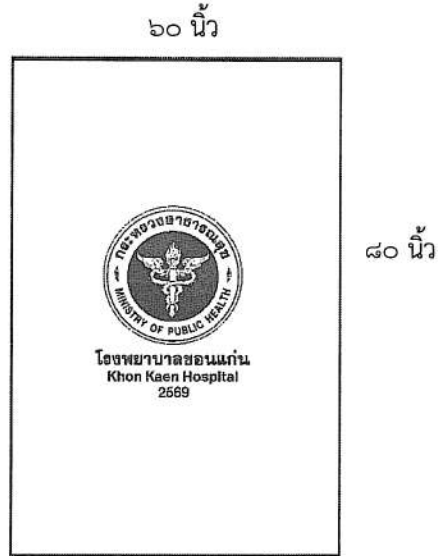 ๖๐ นิ้ว
กระทรวงสาธารณสุข
MINISTRY OF PUBLIC HEALTH
๘๐ นิ้ว
โรงพยาบาลขอนแก่น
Khon Kaen Hospital
2569